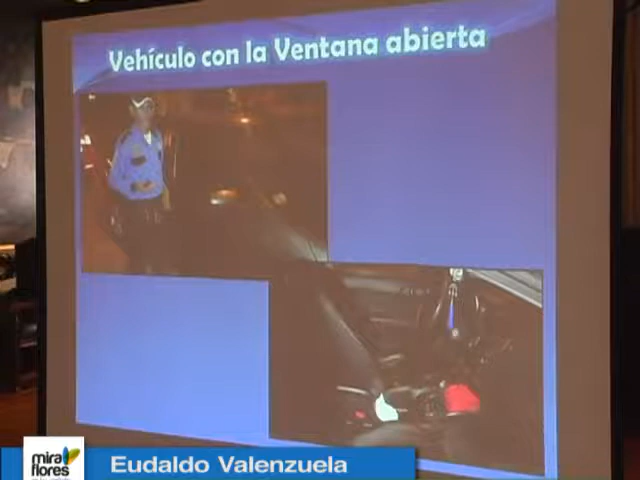 Vehículo con la Ventana abierta
mira
flores
Eudaldo Valenzuela